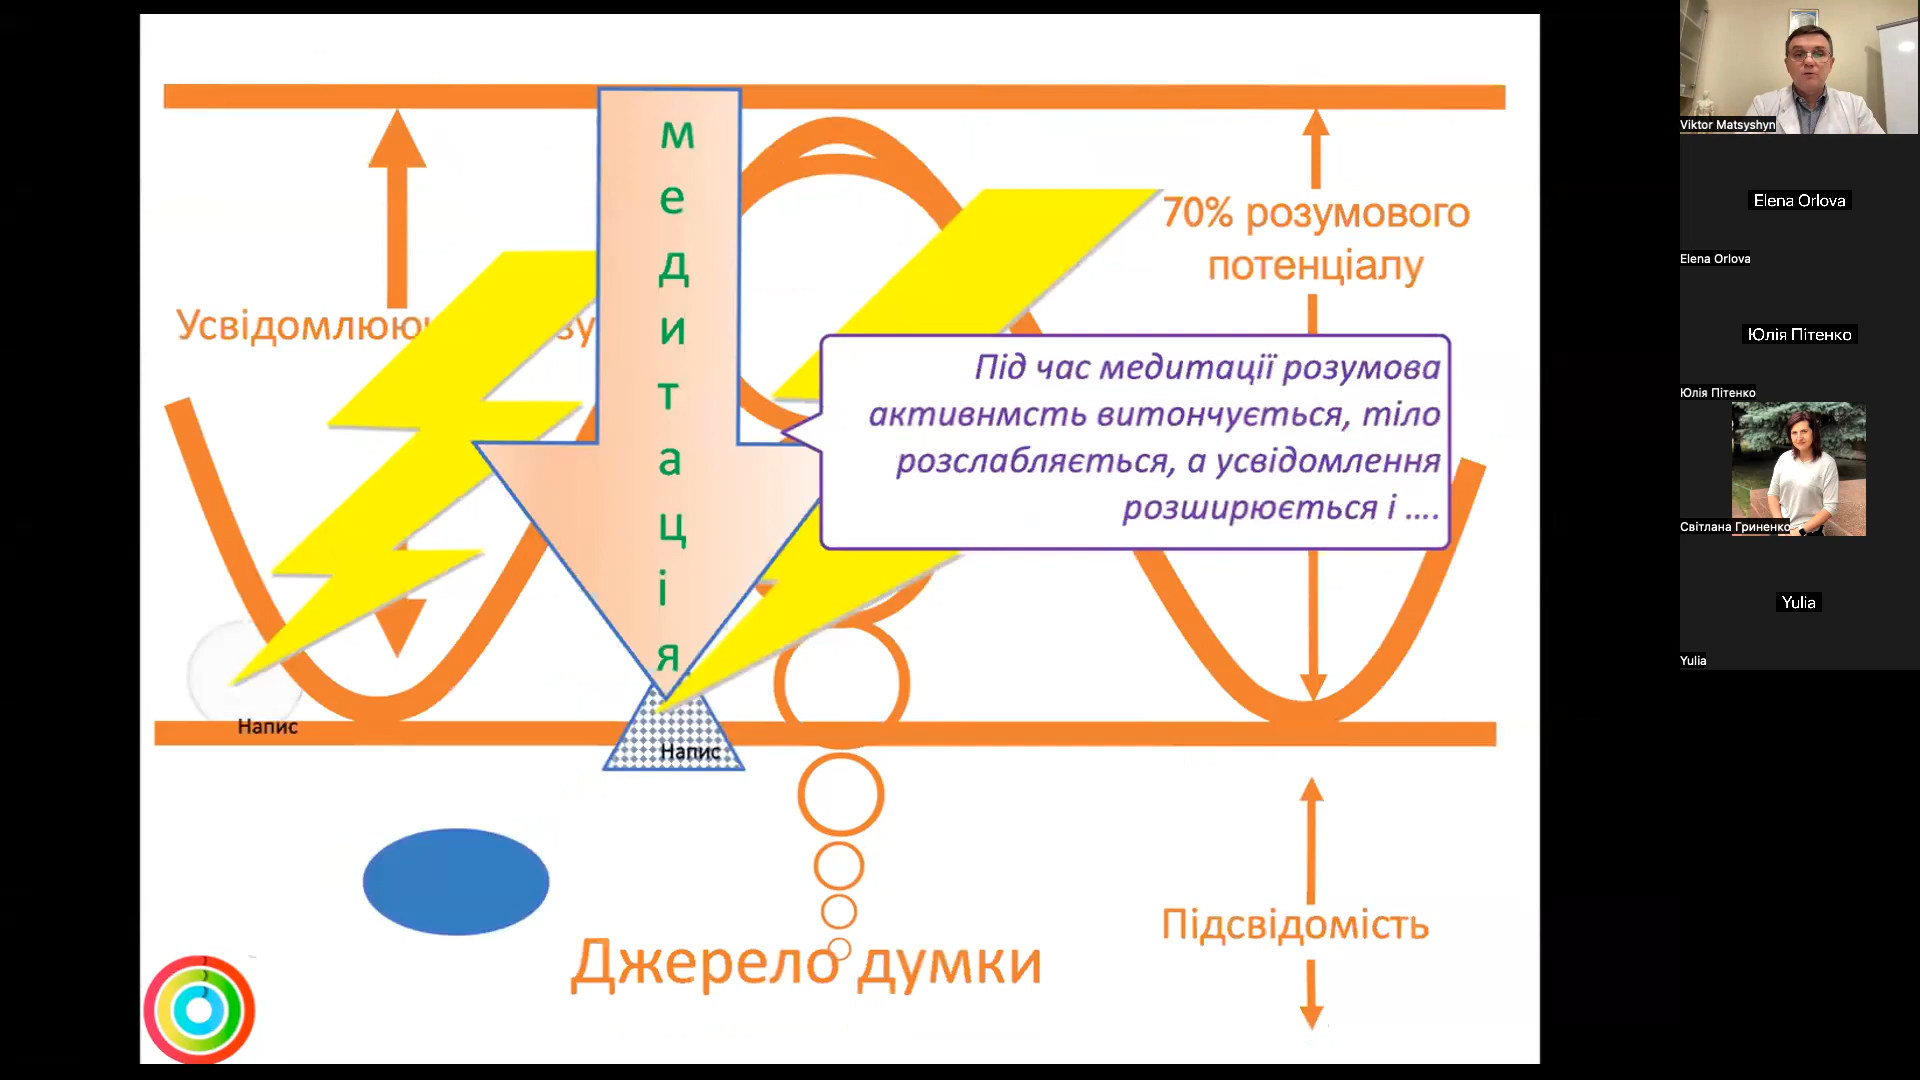 медитація
Усвідомлююч
зу
70% розумового
потенціалу
Під час медитації розумова
активнмсть витончується, тіло
розслабляється, а усвідомлення
розширюється і ....
Напис
Напис
Джерело думки
Підсвідомість
Viktor Matsyshyn
Elena Orlova
Elena Orlova
Юлія Пітенко
Юлія Пітенко
Світлана Гриненко
Yulia
Yulia